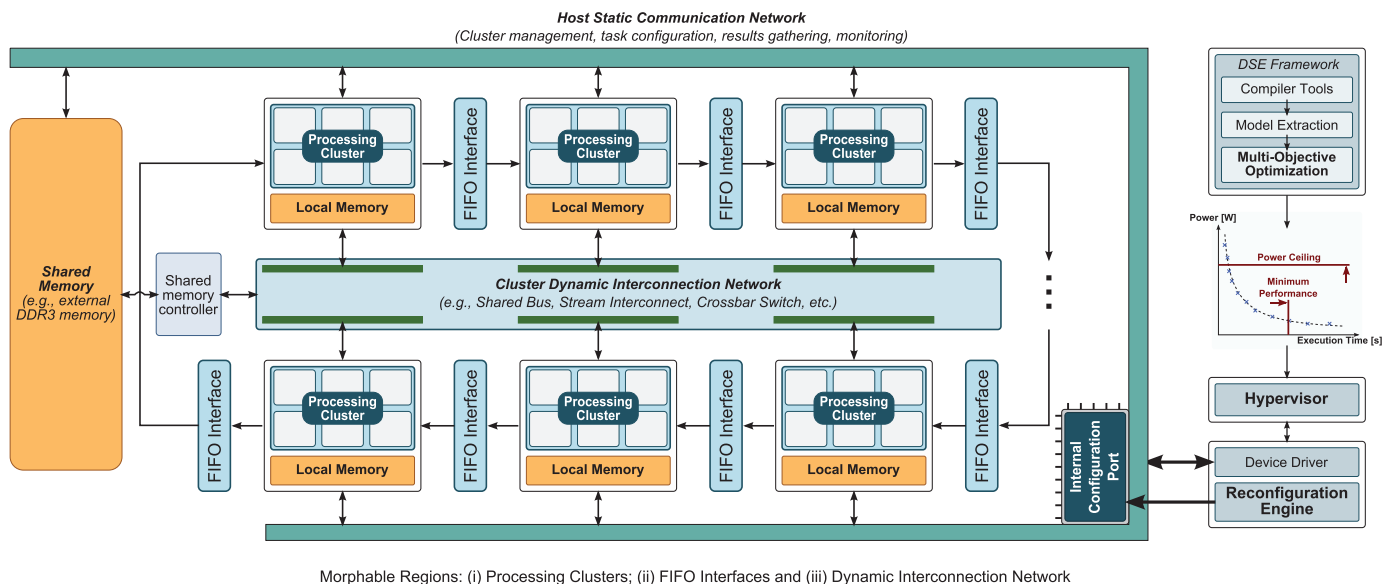 Host Static Communication Network
(Cluster management, task configuration, results gathering, monitoring)
Shared
Memory
(e.g., external
DDR3 memory)
Shared
memory
controller
Processing
Cluster
Local Memory
FIFO Interface
Processing
Cluster
Local Memory
FIFO Interface
Processing
Cluster
Local Memory
FIFO Interface
Cluster Dynamic Interconnection Network
(e.g., Shared Bus, Stream Interconnect, Crossbar Switch, etc.)
FIFO Interface
Processing
Cluster
Local Memory
FIFO Interface
Processing
Cluster
Local Memory
FIFO Interface
Processing
Cluster
Local Memory
FIFO Interface
Internal
Configuration
Port
DSE Framework
Compiler Tools
Model Extraction
Multi-Objective
Optimization
Power [W]
Power Ceiling
Minimum
Performance
Execution Time [s]
Hypervisor
Device Driver
Reconfiguration
Engine
Morphable Regions: (i) Processing Clusters; (ii) FIFO Interfaces and (iii) Dynamic Interconnection Network